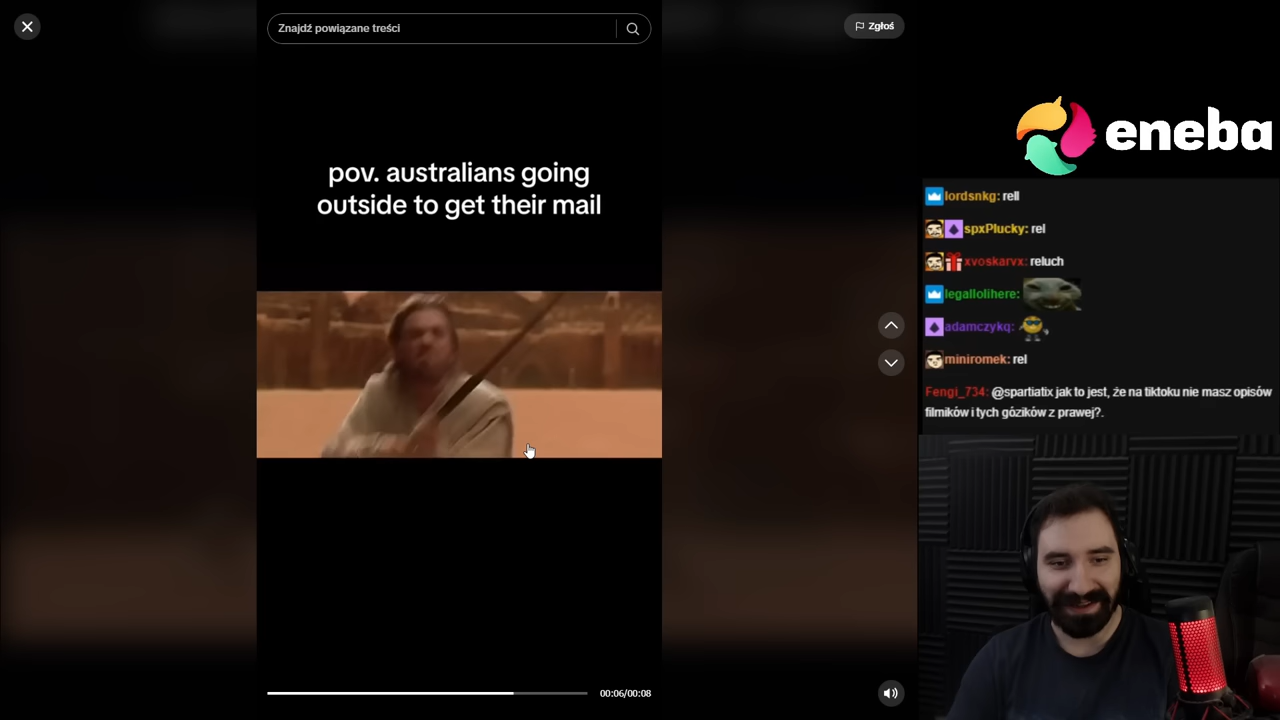 Znajdź powiązane treści
Zgłoś
pov. australians going
outside to get their mail
00:06/00:08
eneba
lordsnkg: rell
spxPlucky: rel
xvoskarvx: reluch
legallolihere:
adamczykq:
miniromek: rel
Fengi_734: @spartiatix jak to jest, że na tiktoku nie masz opisów
filmików i tych gózików z prawej?.